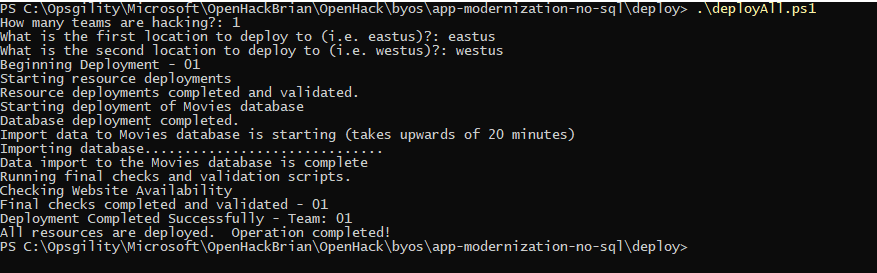 PS C:\Opsgility\Microsoft\OpenHackBrian\OpenHack\byos\app-modernization-no-sql\deploy> .\deployAll.ps1
How many teams are hacking?: 1
What is the first location to deploy to (i.e. eastus)?: eastus
What is the second location to deploy to (i.e. westus)?: westus
Beginning Deployment - 01
Starting resource deployments
Resource deployments completed and validated.
Starting deployment of Movies database
Database deployment completed.
Import data to Movies database is starting (takes upwards of 20 minutes)
Importing database..............................
Data import to the Movies database is complete
Running final checks and validation scripts.
Checking Website Availability
Final checks completed and validated - 01
Deployment Completed Successfully - Team: 01
All resources are deployed.  Operation completed!
PS C:\Opsgility\Microsoft\OpenHackBrian\OpenHack\byos\app-modernization-no-sql\deploy>